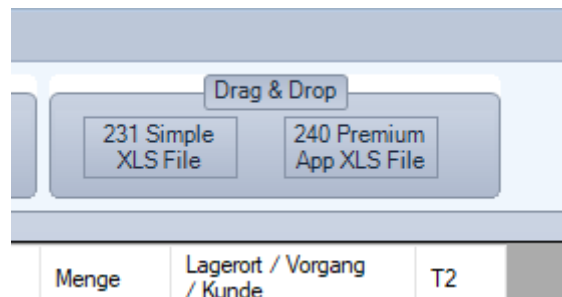 Drag & Drop
231 Simple
XLS File
240 Premium
App XLS File
Menge
Lagerort / Vorgang
/ Kunde
T2